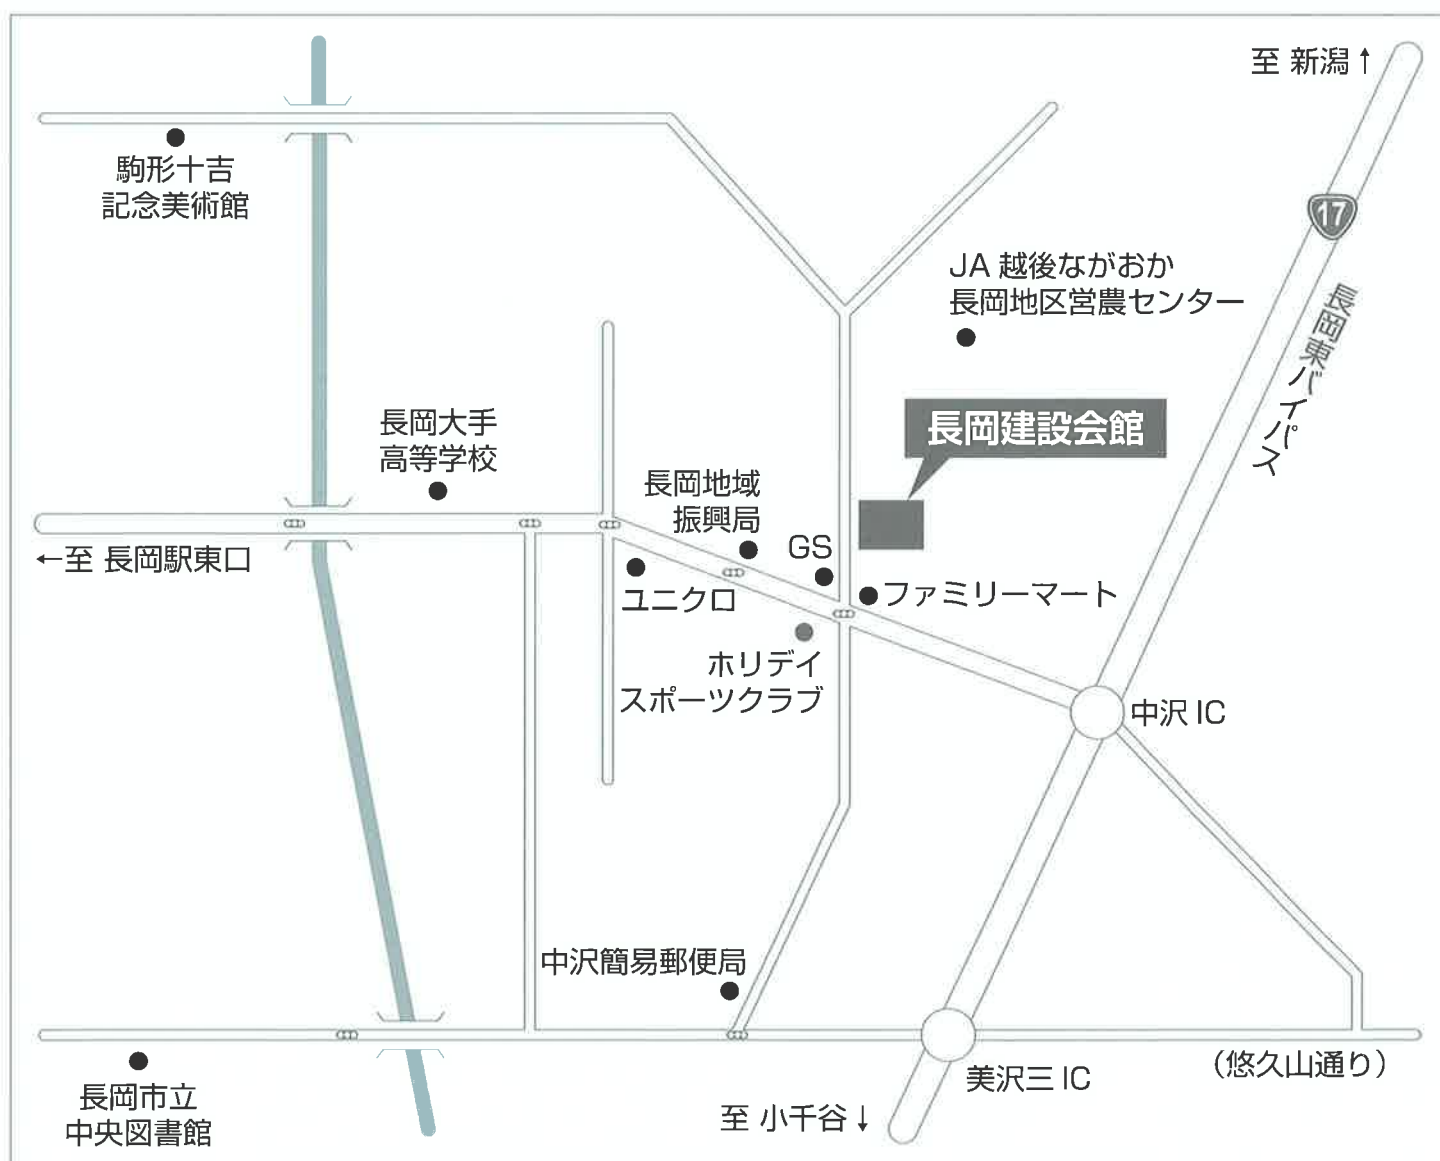 至 新潟↑
駒形十吉
記念美術館
17
JA 越後ながおか
長岡地区営農センター
長岡東バイパス
長岡建設会館
長岡大手
高等学校
長岡地域
振興局
GS
←至 長岡駅東口
ユニクロ
ファミリーマート
ホリデイ
スポーツクラブ
中沢 IC
中沢簡易郵便局
美沢三 IC
(悠久山通り)
長岡市立
中央図書館
至 小千谷↓